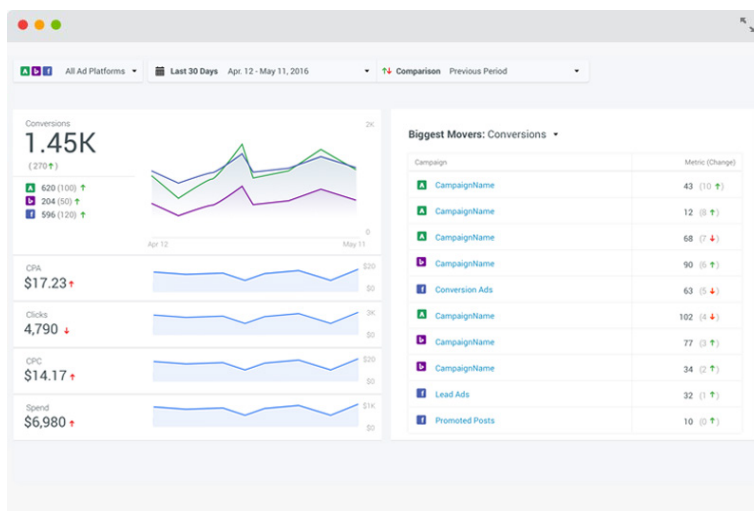 All Ad Platforms
Last 30 Days Apr. 12 - May 11, 2016
Comparison Previous Period
Conversions
1.45K
(270↑)
A 620 (100) ↑
b 204 (50) ↑
f 596 (120) ↑
2K
0
Apr 12 May 11
CPA
$17.23↑
$20
$0
Clicks
4,790 ↓
3K
$0
CPC
$14.17 ↑
$20
$0
Spend
$6,980 ↑
$1K
$0
Biggest Movers: Conversions
Campaign Metric (Change)
A CampaignName 43 (10 ↑)
A CampaignName 12 (8 ↑)
A CampaignName 68 (7 ↓)
b CampaignName 90 (6 ↑)
f Conversion Ads 63 (5 ↓)
A CampaignName 102 (4 ↓)
b CampaignName 77 (3 ↑)
b CampaignName 34 (2 ↑)
f Lead Ads 32 (1 ↑)
f Promoted Posts 10 (0 ↑)